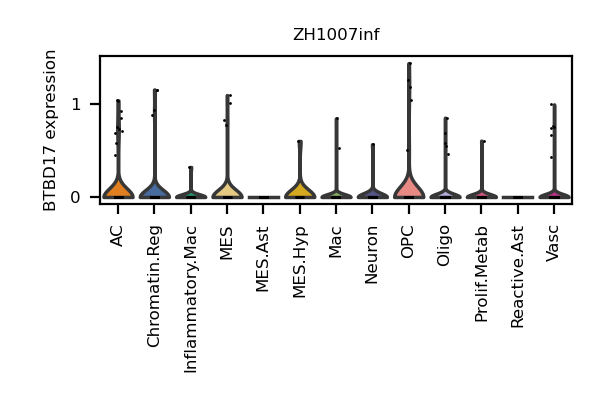 ZH1007inf
BTBD17 expression
1
0
AC
Chromatin.Reg
Inflammatory.Mac
MES
MES.Ast
MES.Hyp
Mac
Neuron
OPC
Oligo
Prolif.Metab
Reactive.Ast
Vasc